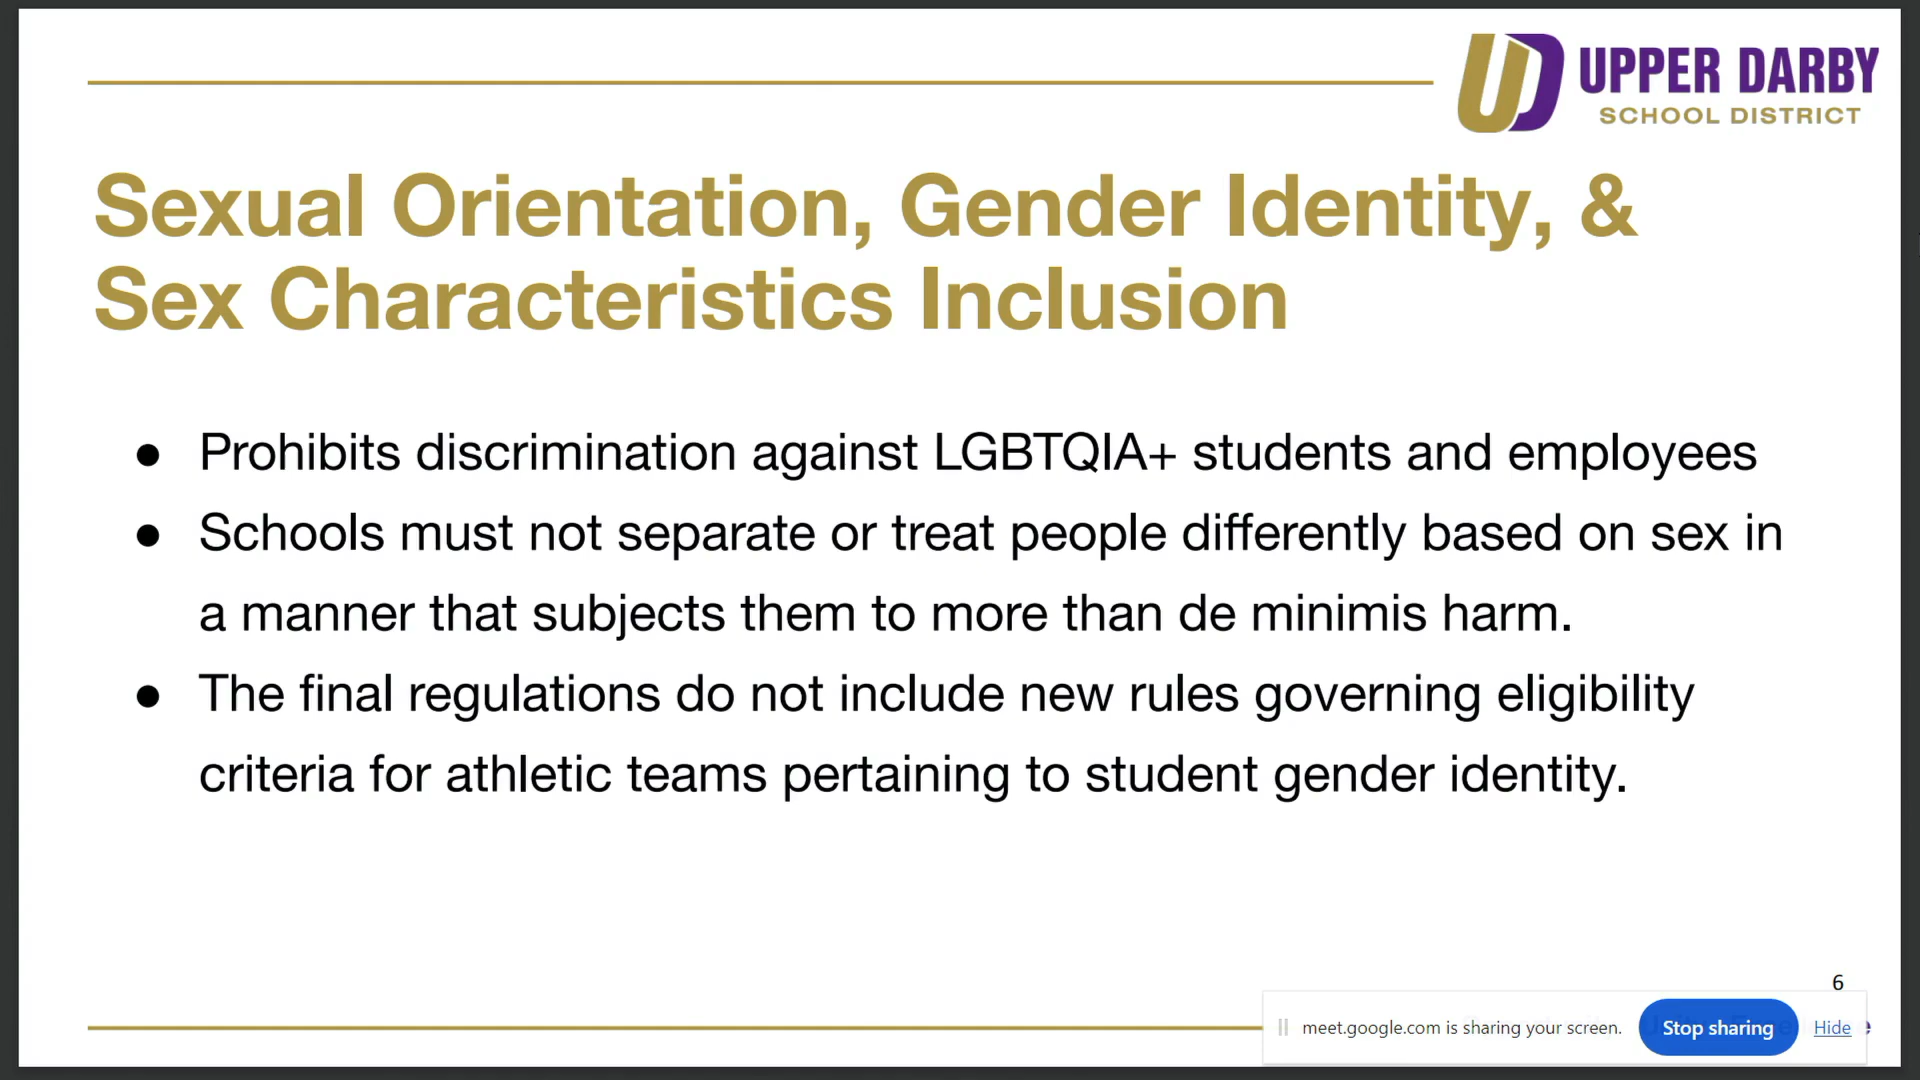 UPPER DARBY
SCHOOL DISTRICT
Sexual Orientation, Gender Identity, &
Sex Characteristics Inclusion
● Prohibits discrimination against LGBTQIA+ students and employees
● Schools must not separate or treat people differently based on sex in
a manner that subjects them to more than de minimis harm.
● The final regulations do not include new rules governing eligibility
criteria for athletic teams pertaining to student gender identity.
6
meet.google.com is sharing your screen. Stop sharing Hide